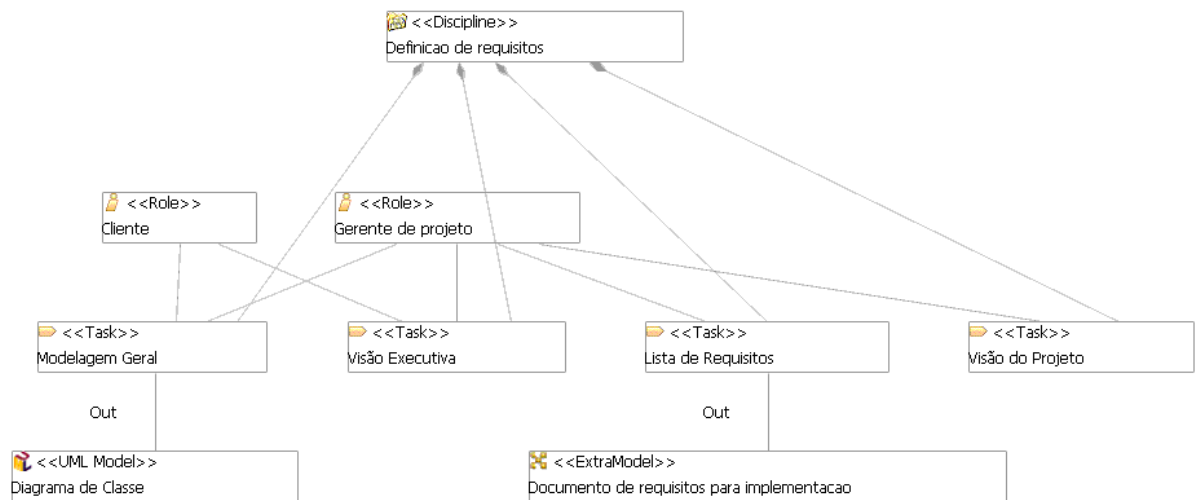 <<Discipline>>
Definicao de requisitos
<<Role>>
Cliente
<<Role>>
Gerente de projeto
<<Task>>
Modelagem Geral
<<Task>>
Visão Executiva
<<Task>>
Lista de Requisitos
<<Task>>
Visão do Projeto
Out
Out
<<UML Model>>
Diagrama de Classe
<<ExtraModel>>
Documento de requisitos para implementacao